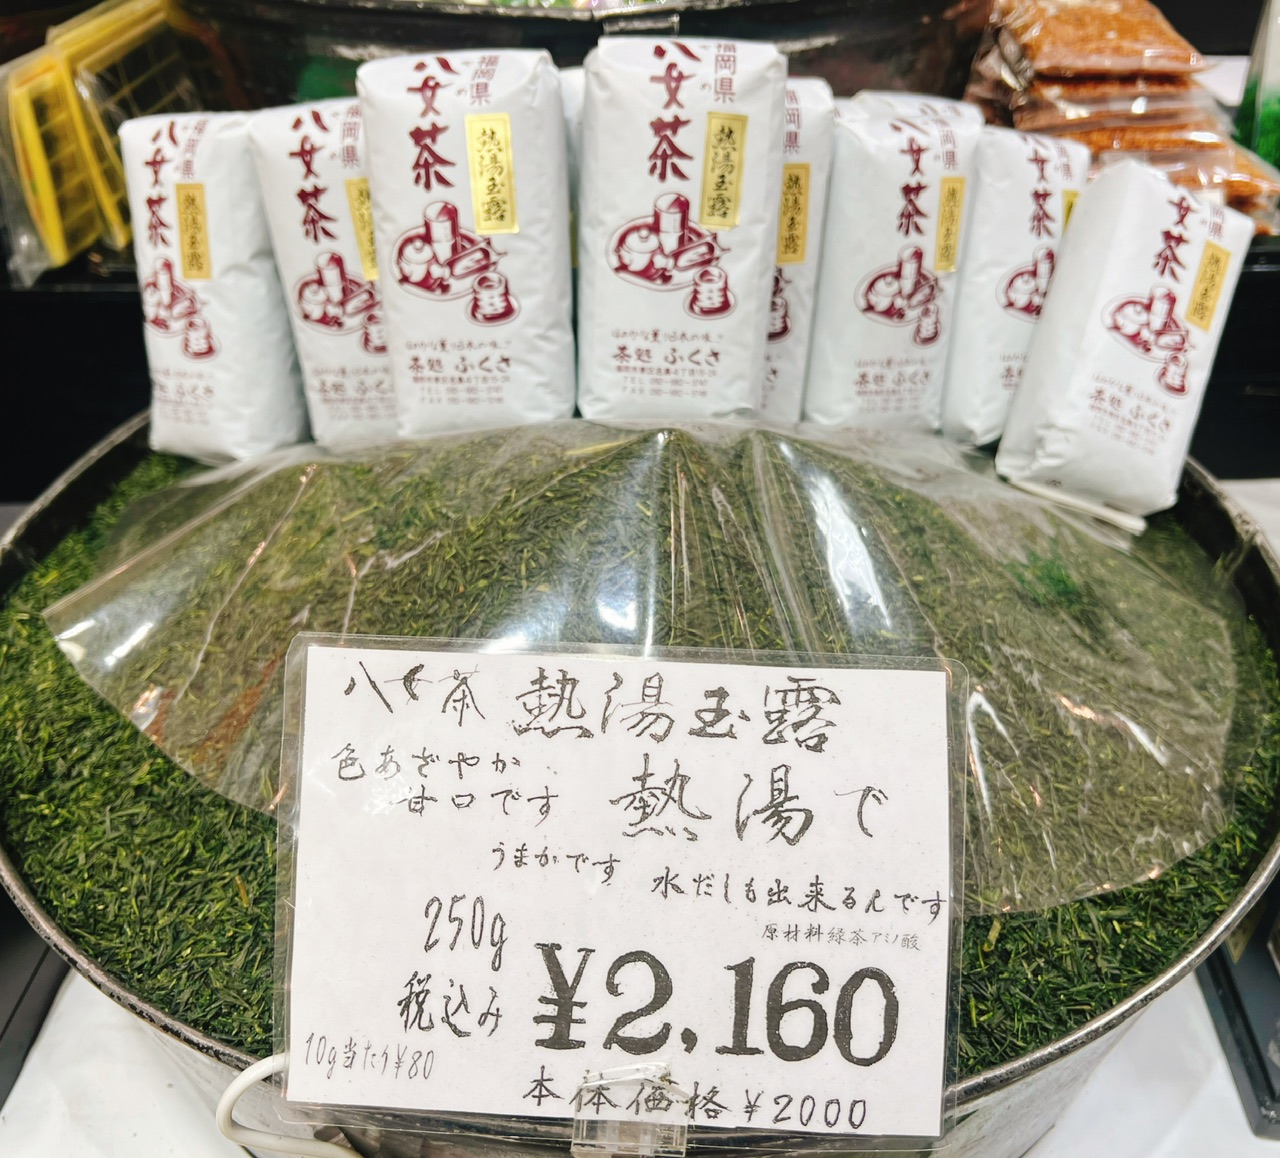 福岡県の
八女茶
熱湯玉露
茶処 ふくさ
八女茶 熱湯玉露
色あざやか
甘口です
熱湯で
うまかです
水だしも出来るんです
原材料緑茶アミノ酸
250g
税込み ¥2,160
10g当たり¥80
本体価格¥2000